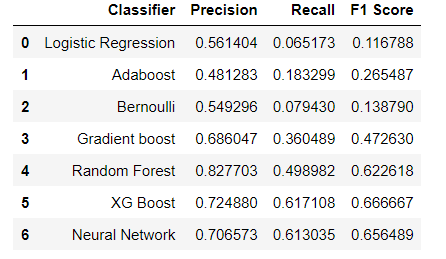 Classifier Precision Recall F1 Score
0 Logistic Regression 0.561404 0.065173 0.116788
1 Adaboost 0.481283 0.183299 0.265487
2 Bernoulli 0.549296 0.079430 0.138790
3 Gradient boost 0.686047 0.360489 0.472630
4 Random Forest 0.827703 0.498982 0.622618
5 XG Boost 0.724880 0.617108 0.666667
6 Neural Network 0.706573 0.613035 0.656489